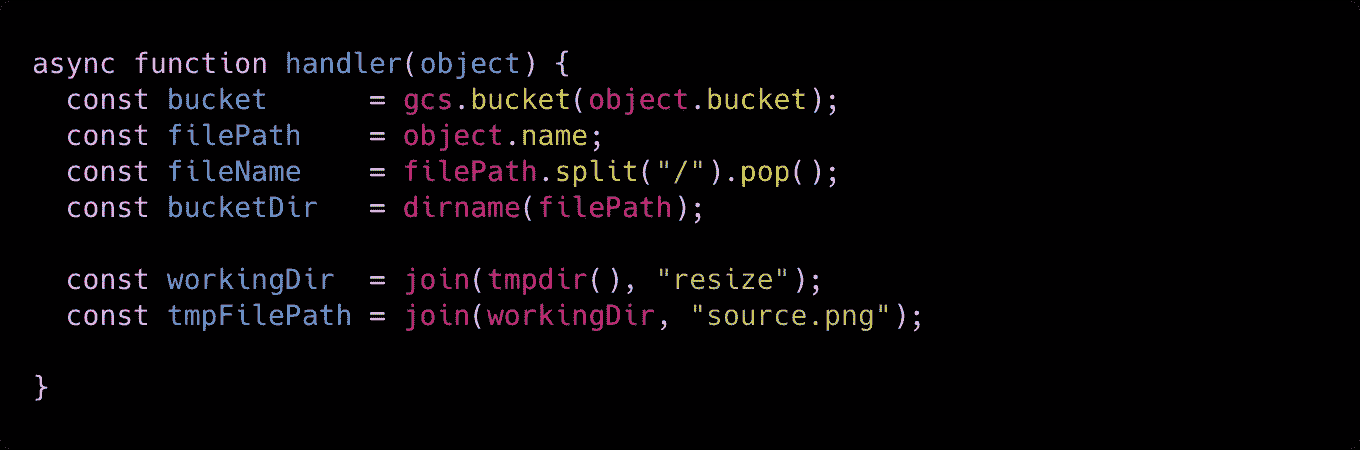 async function handler(object) {
  const bucket      = gcs.bucket(object.bucket);
  const filePath    = object.name;
  const fileName    = filePath.split("/").pop();
  const bucketDir   = dirname(filePath);

  const workingDir  = join(tmpdir(), "resize");
  const tmpFilePath = join(workingDir, "source.png");

}